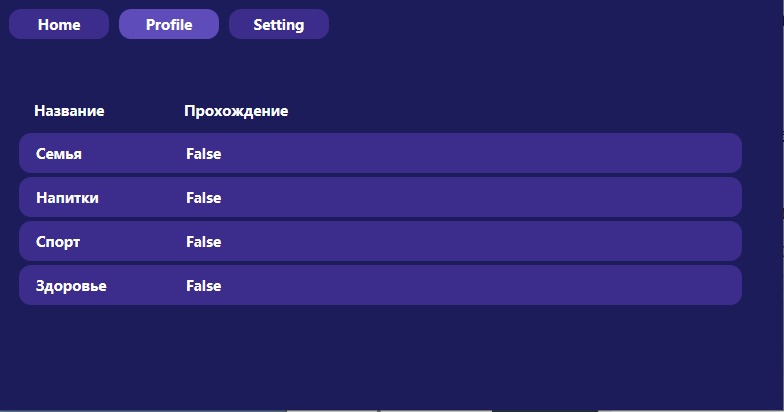 Home Profile Setting
Название Прохождение
Семья False
Напитки False
Спорт False
Здоровье False